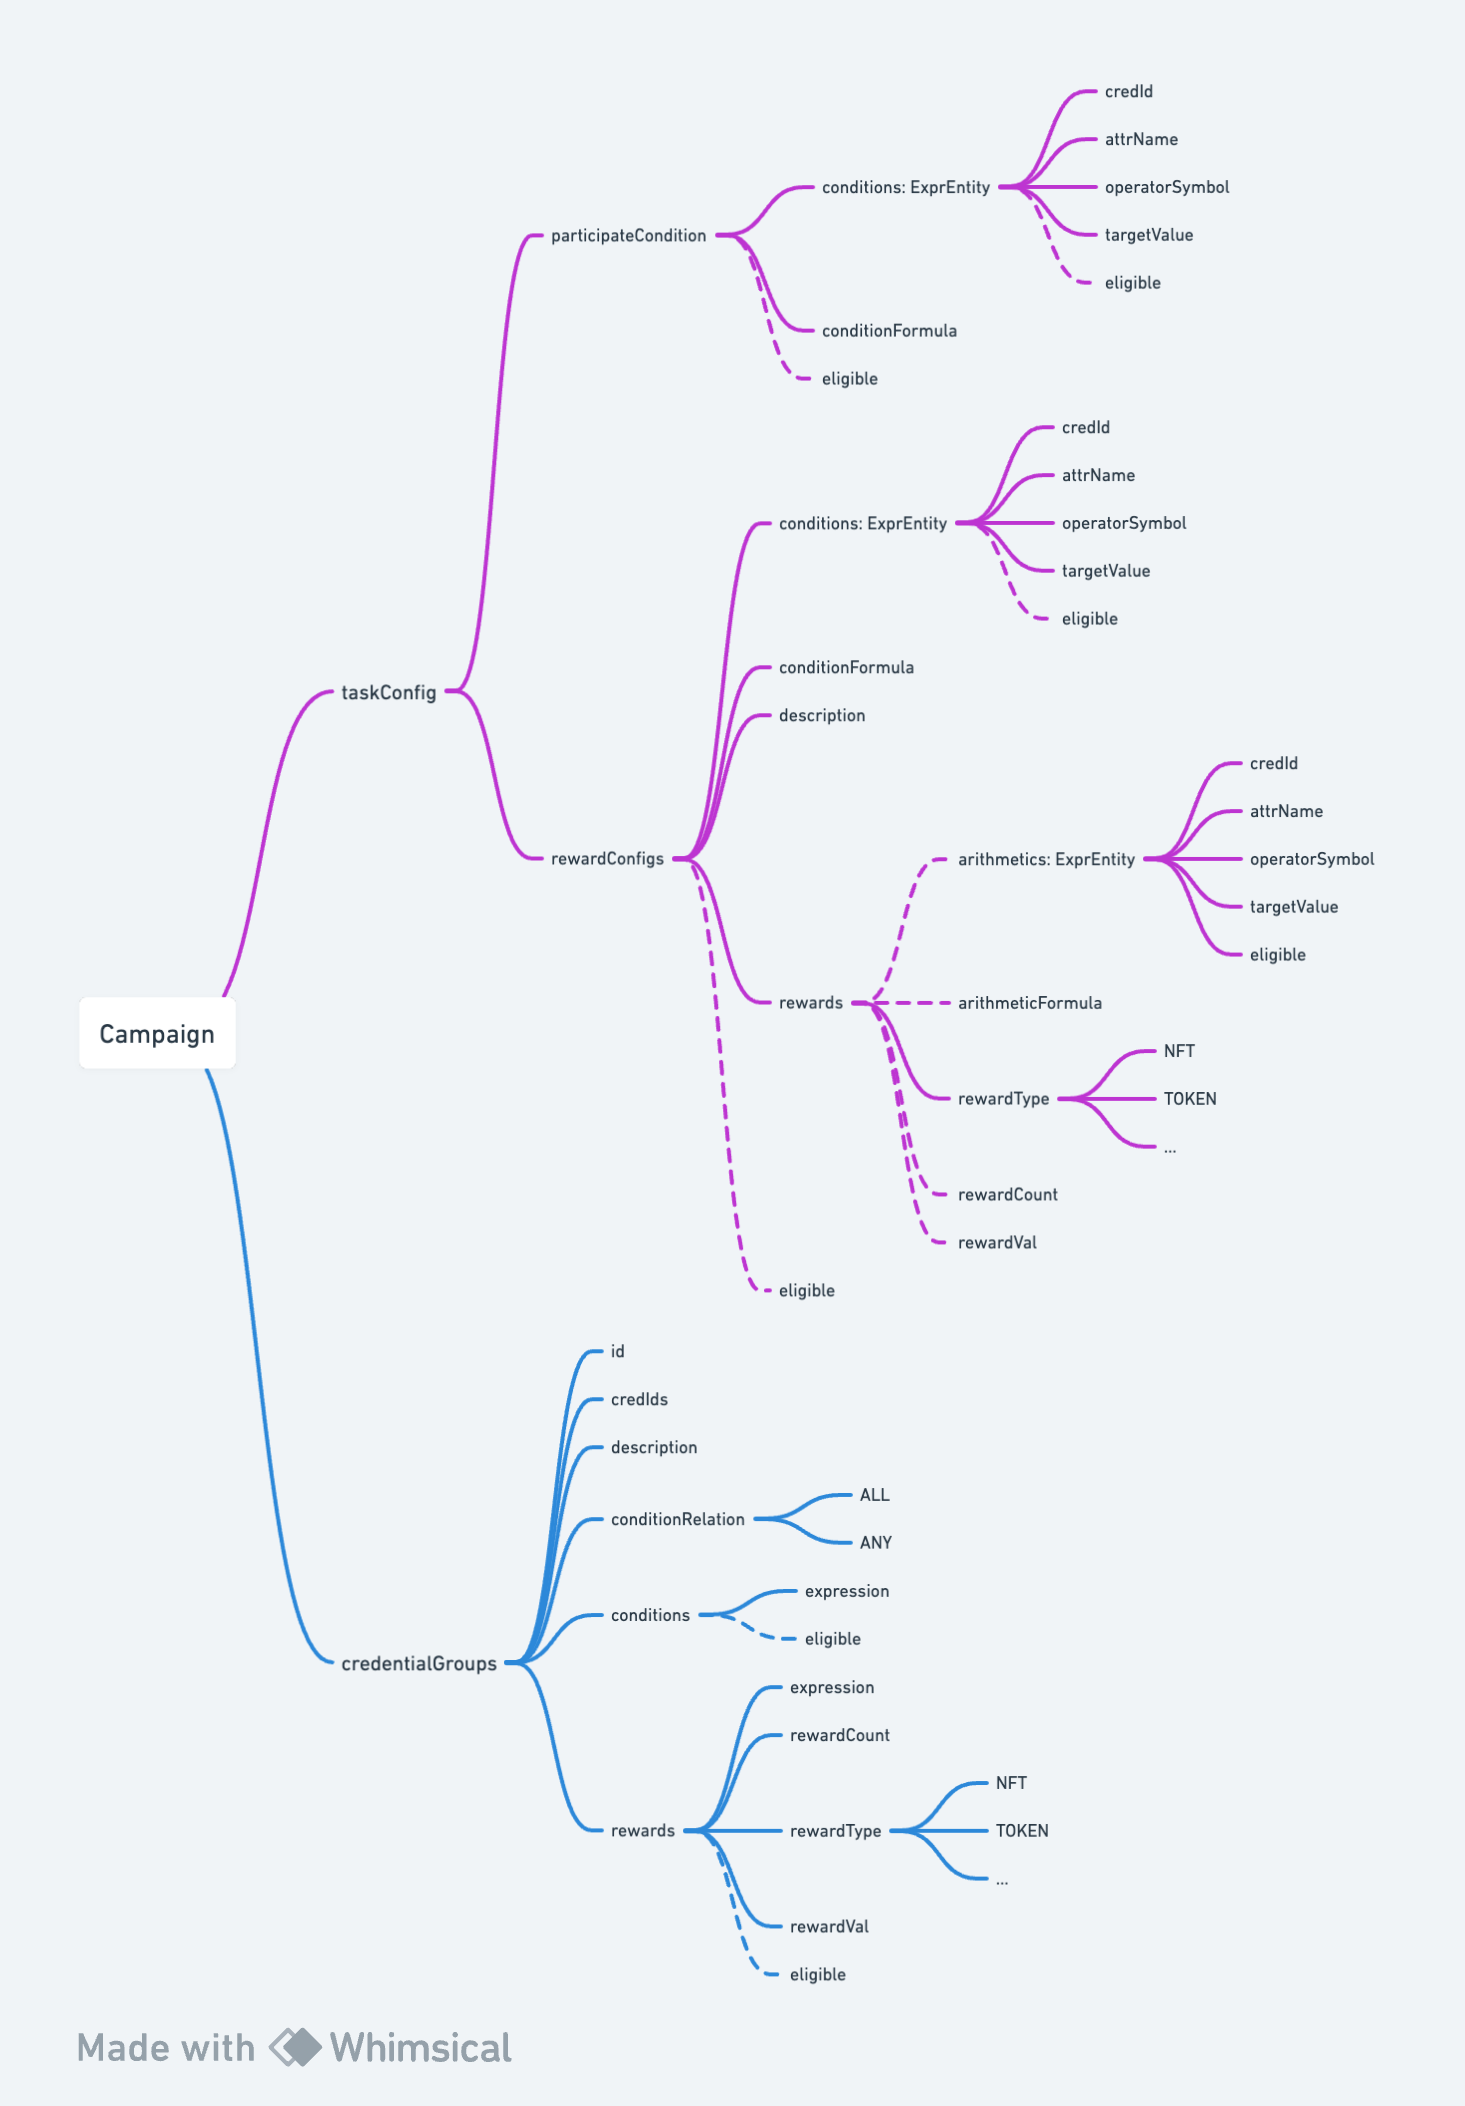 credId
attrName
conditions: ExprEntity
operatorSymbol
participateCondition
targetValue
eligible
conditionFormula
eligible
credId
attrName
conditions: ExprEntity
operatorSymbol
targetValue
eligible
conditionFormula
taskConfig
description
credId
attrName
rewardConfigs
arithmetics: ExprEntity
operatorSymbol
targetValue
eligible
rewards
arithmeticFormula
Campaign
NFT
rewardType
TOKEN
...
rewardCount
rewardVal
eligible
id
credIds
description
ALL
conditionRelation
ANY
expression
conditions
eligible
credentialGroups
expression
rewardCount
NFT
rewards
rewardType
TOKEN
...
rewardVal
eligible
Made with Whimsical